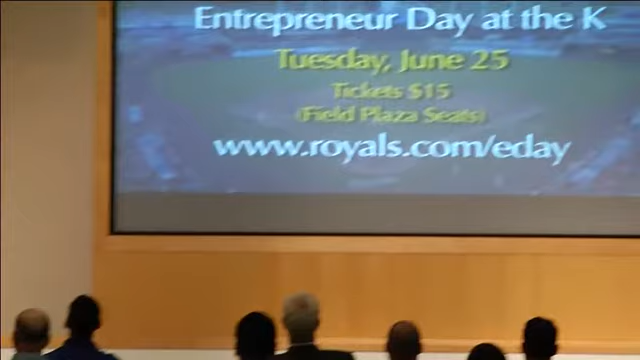 Entrepreneur Day at the K
Tuesday, June 25
Tickets $15
(Field Plaza Seats)
www.royals.com/eday